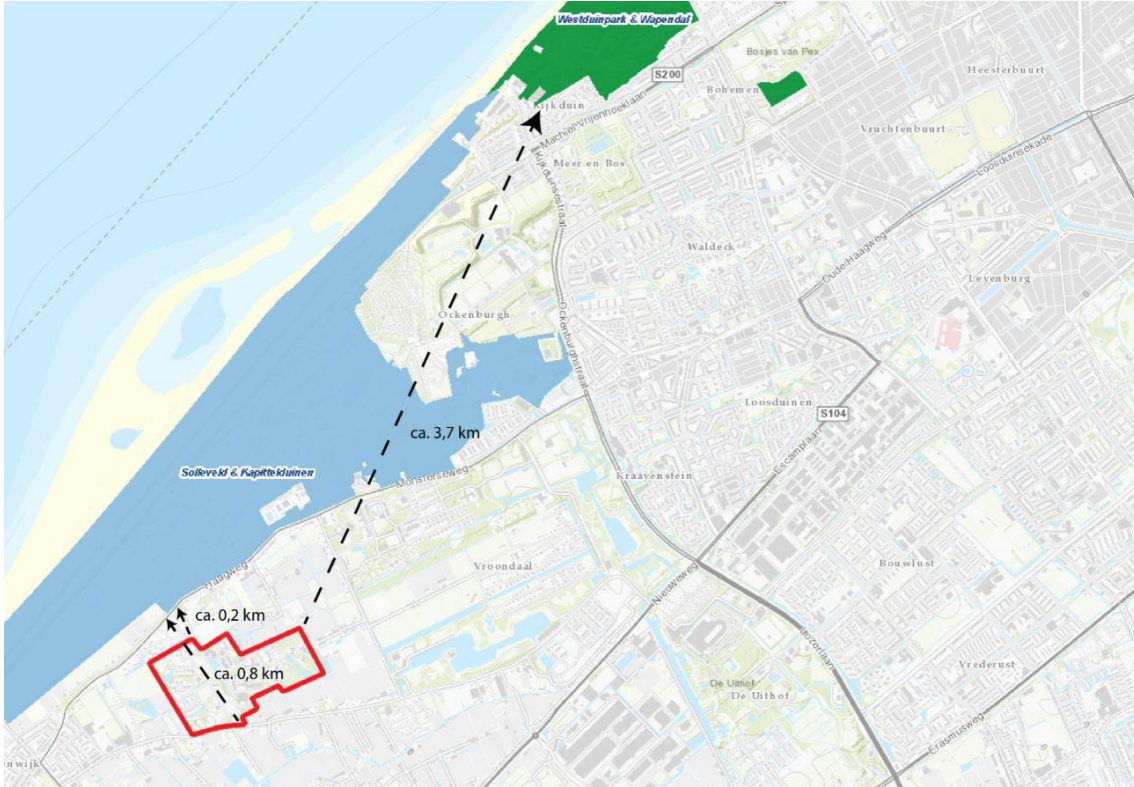 Westduinpark & Wapendal
Bosjes van Pex
S200
Heesterbuurt
Bohemen
Kijkduin
Machiel Vrijenhoeklaan
Vruchtenbuurt
Loosduinsekade
Meer en Bos
Kijkduinsestraat
Waldeck
Oude Haagweg
Levenburg
Ockenburgh
Ockenburghstraat
Loosduinen
S104
ca. 3,7 km
Escamplaan
Solleveld & Kapittelduinen
Monsterseweg
Kraayenstein
Vroondaal
Bouwlust
Haagweg
Nieuweweg
ca. 0,2 km
Lozerlaan
ca. 0,8 km
Vrederust
De Uithof
De Uithof
Erasmusweg
enwijk